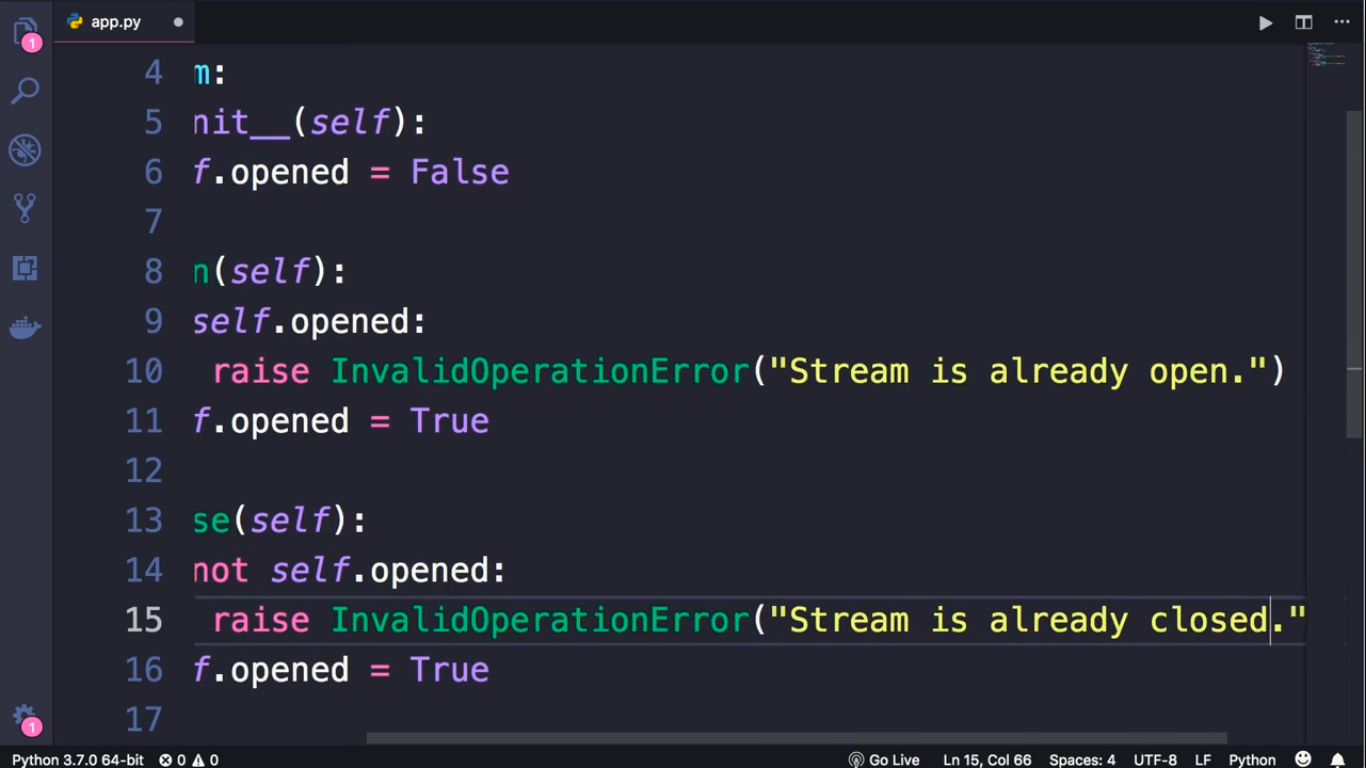 app.py
1
4 m:
5 nit__(self):
6 f.opened = False
7
8 n(self):
9 self.opened:
10 raise InvalidOperationError("Stream is already open.")
11 f.opened = True
12
13 se(self):
14 not self.opened:
15 raise InvalidOperationError("Stream is already closed."
16 f.opened = True
17
1
Python 3.7.0 64-bit 0 0 Go Live Ln 15, Col 66 Spaces: 4 UTF-8 LF Python